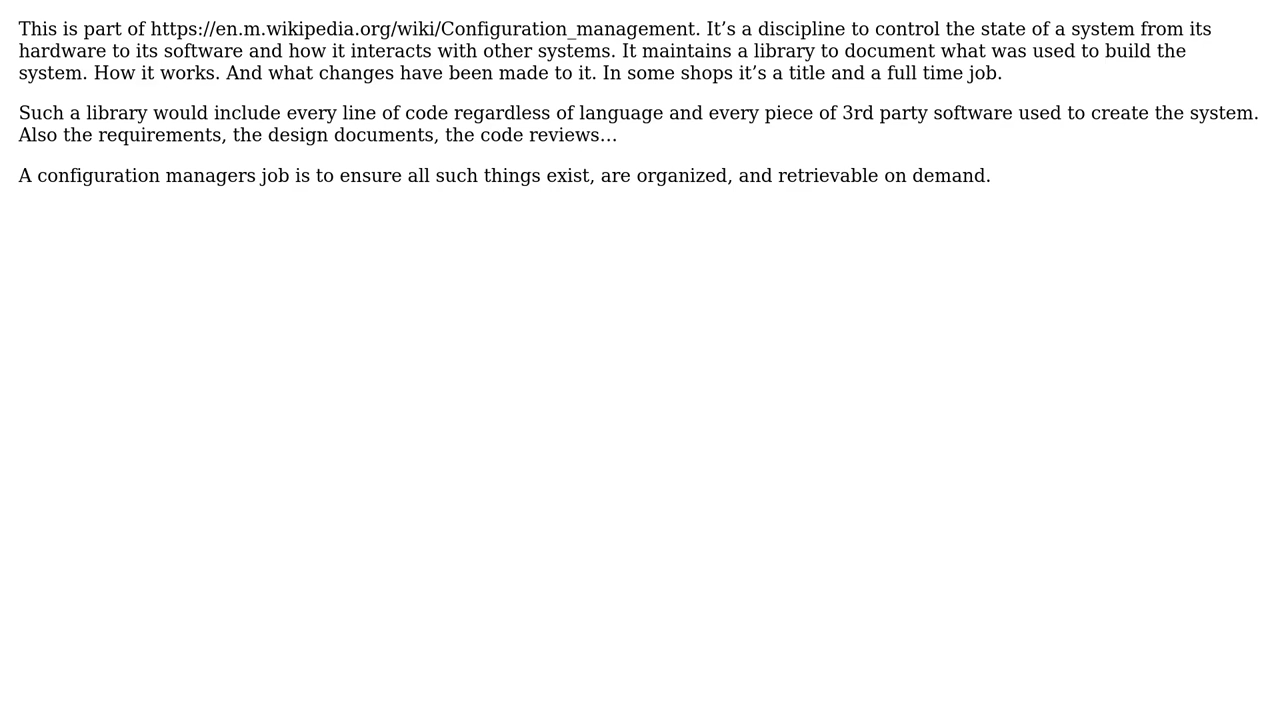 This is part of https://en.m.wikipedia.org/wiki/Configuration_management. It’s a discipline to control the state of a system from its
hardware to its software and how it interacts with other systems. It maintains a library to document what was used to build the
system. How it works. And what changes have been made to it. In some shops it’s a title and a full time job.
Such a library would include every line of code regardless of language and every piece of 3rd party software used to create the system.
Also the requirements, the design documents, the code reviews…
A configuration managers job is to ensure all such things exist, are organized, and retrievable on demand.